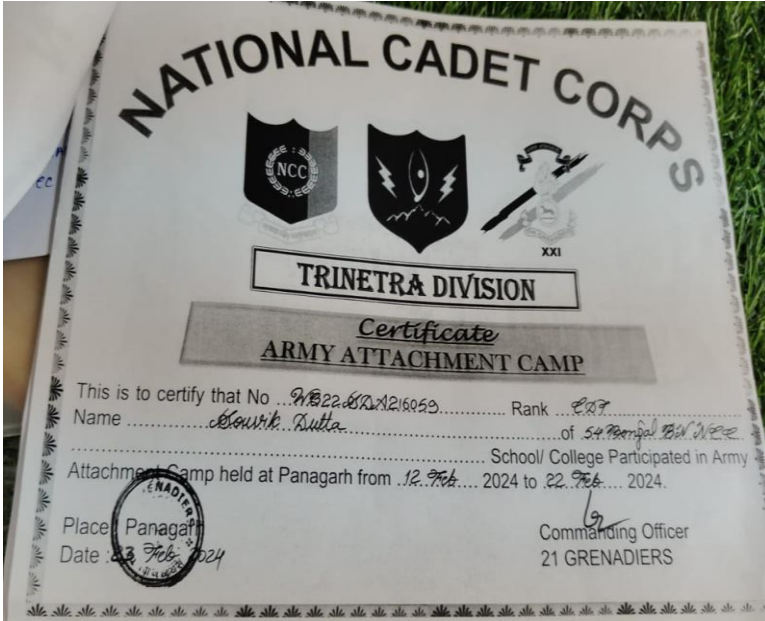 NATIONAL CADET CORPS
NCC
XXI
TRINETRA DIVISION
Certificate
ARMY ATTACHMENT CAMP
This is to certify that No ...WB22SDA216059................ Rank ....CDT................
Name ............Souvik Dutta.................................of 54 Bengal BN NCC
................................................................ School/ College Participated in Army
Attachment Camp held at Panagarh from .12.Feb..... 2024 to .22.Feb..... 2024.
GRENADIERS
Place : Panagarh
Date : 23 Feb 2024
Commanding Officer
21 GRENADIERS